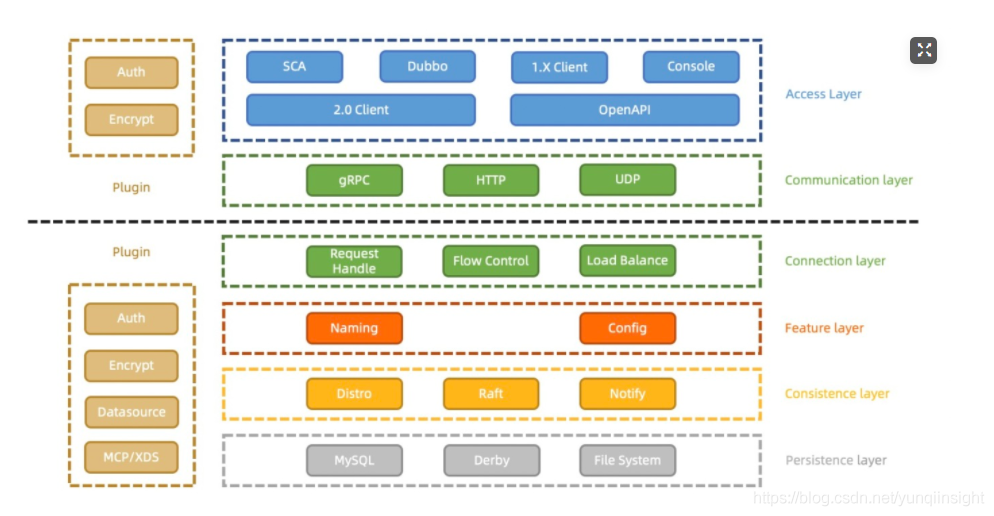 Auth
Encrypt
Plugin
SCA
Dubbo
1.X Client
Console
2.0 Client
OpenAPI
Access Layer
gRPC
HTTP
UDP
Communication layer
Plugin
Request
Handle
Flow Control
Load Balance
Connection layer
Auth
Encrypt
Datasource
MCP/XDS
Naming
Config
Feature layer
Distro
Raft
Notify
Consistence layer
MySQL
Derby
File System
Persistence layer
https://blog.csdn.net/yunqiinsight